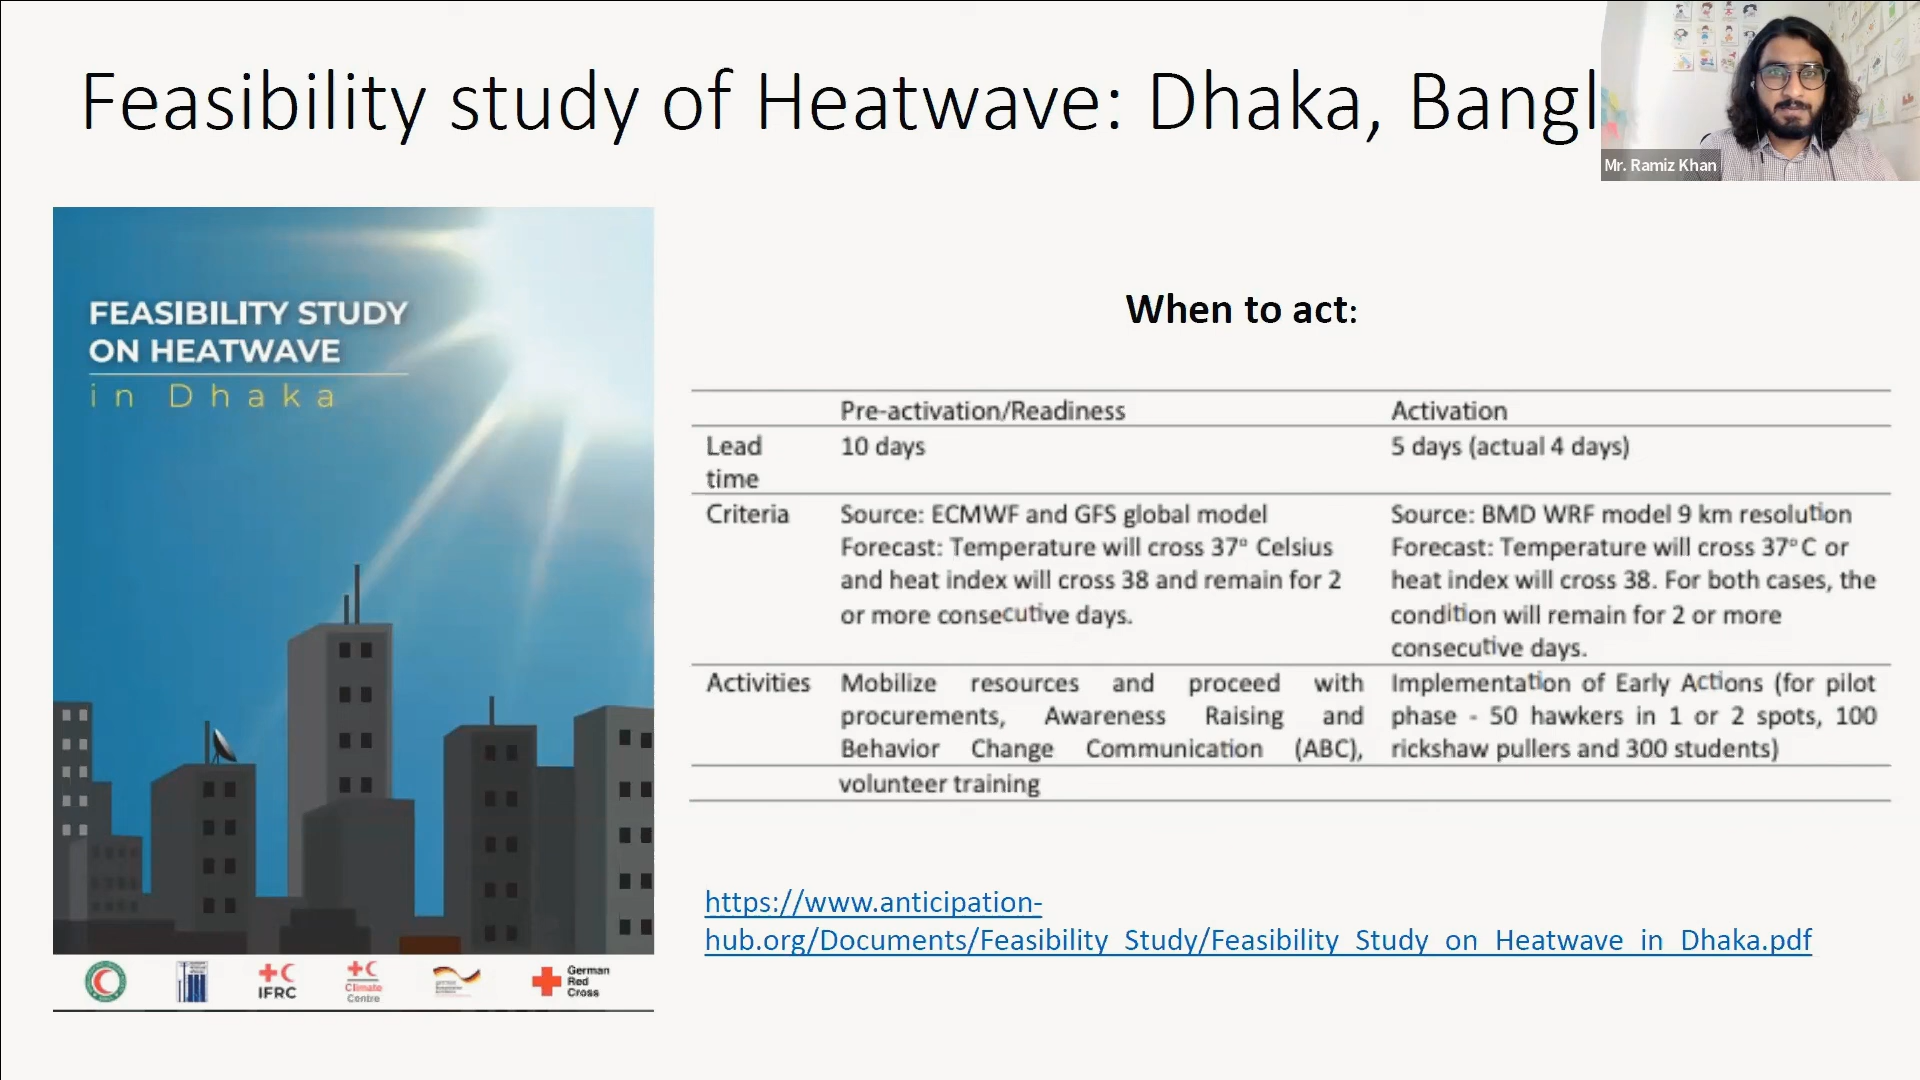 Feasibility study of Heatwave: Dhaka, Bangl
Mr. Ramiz Khan
FEASIBILITY STUDY
ON HEATWAVE
in Dhaka
IFRC
Climate
Centre
German
Red
Cross
When to act:
Pre-activation/Readiness Activation
Lead time 10 days 5 days (actual 4 days)
Criteria Source: ECMWF and GFS global model
Forecast: Temperature will cross 37° Celsius
and heat index will cross 38 and remain for 2
or more consecutive days.
Source: BMD WRF model 9 km resolution
Forecast: Temperature will cross 37° C or
heat index will cross 38. For both cases, the
condition will remain for 2 or more
consecutive days.
Activities Mobilize resources and proceed with
procurements, Awareness Raising and
Behavior Change Communication (ABC),
volunteer training
Implementation of Early Actions (for pilot
phase - 50 hawkers in 1 or 2 spots, 100
rickshaw pullers and 300 students)
https://www.anticipation-
hub.org/Documents/Feasibility_Study/Feasibility_Study_on_Heatwave_in_Dhaka.pdf